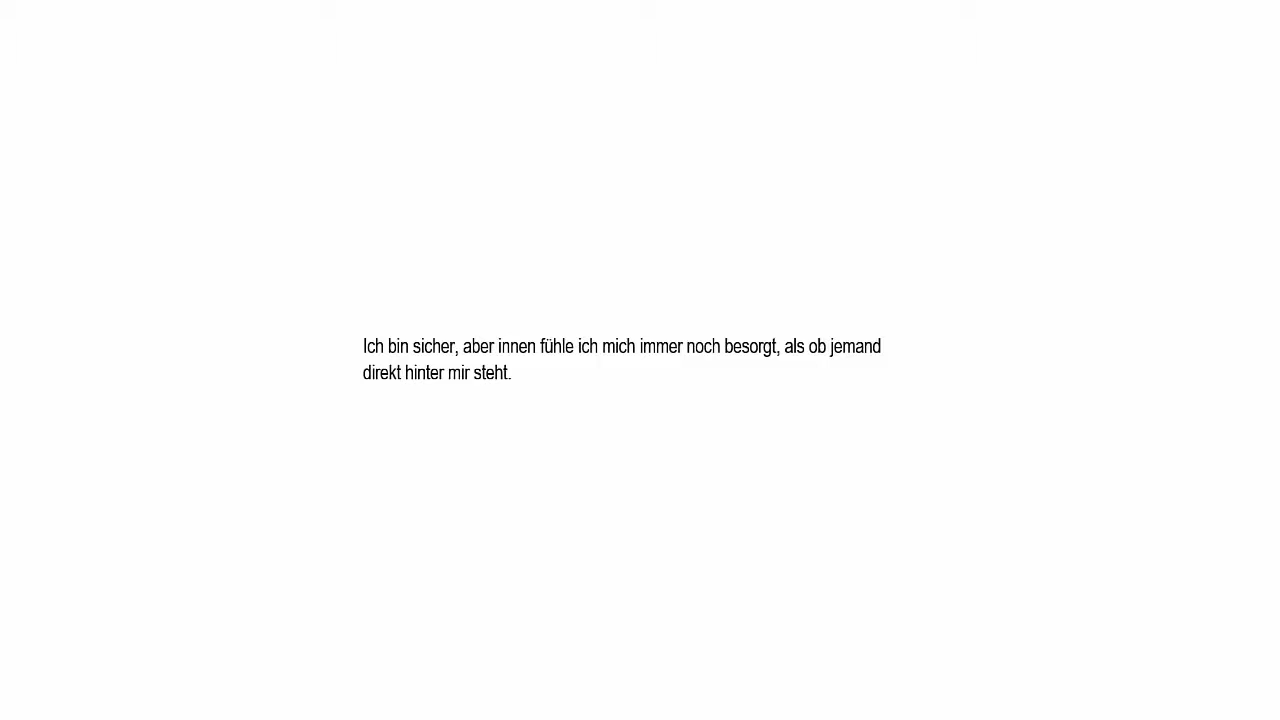 Ich bin sicher, aber innen fühle ich mich immer noch besorgt, als ob jemand
direkt hinter mir steht.